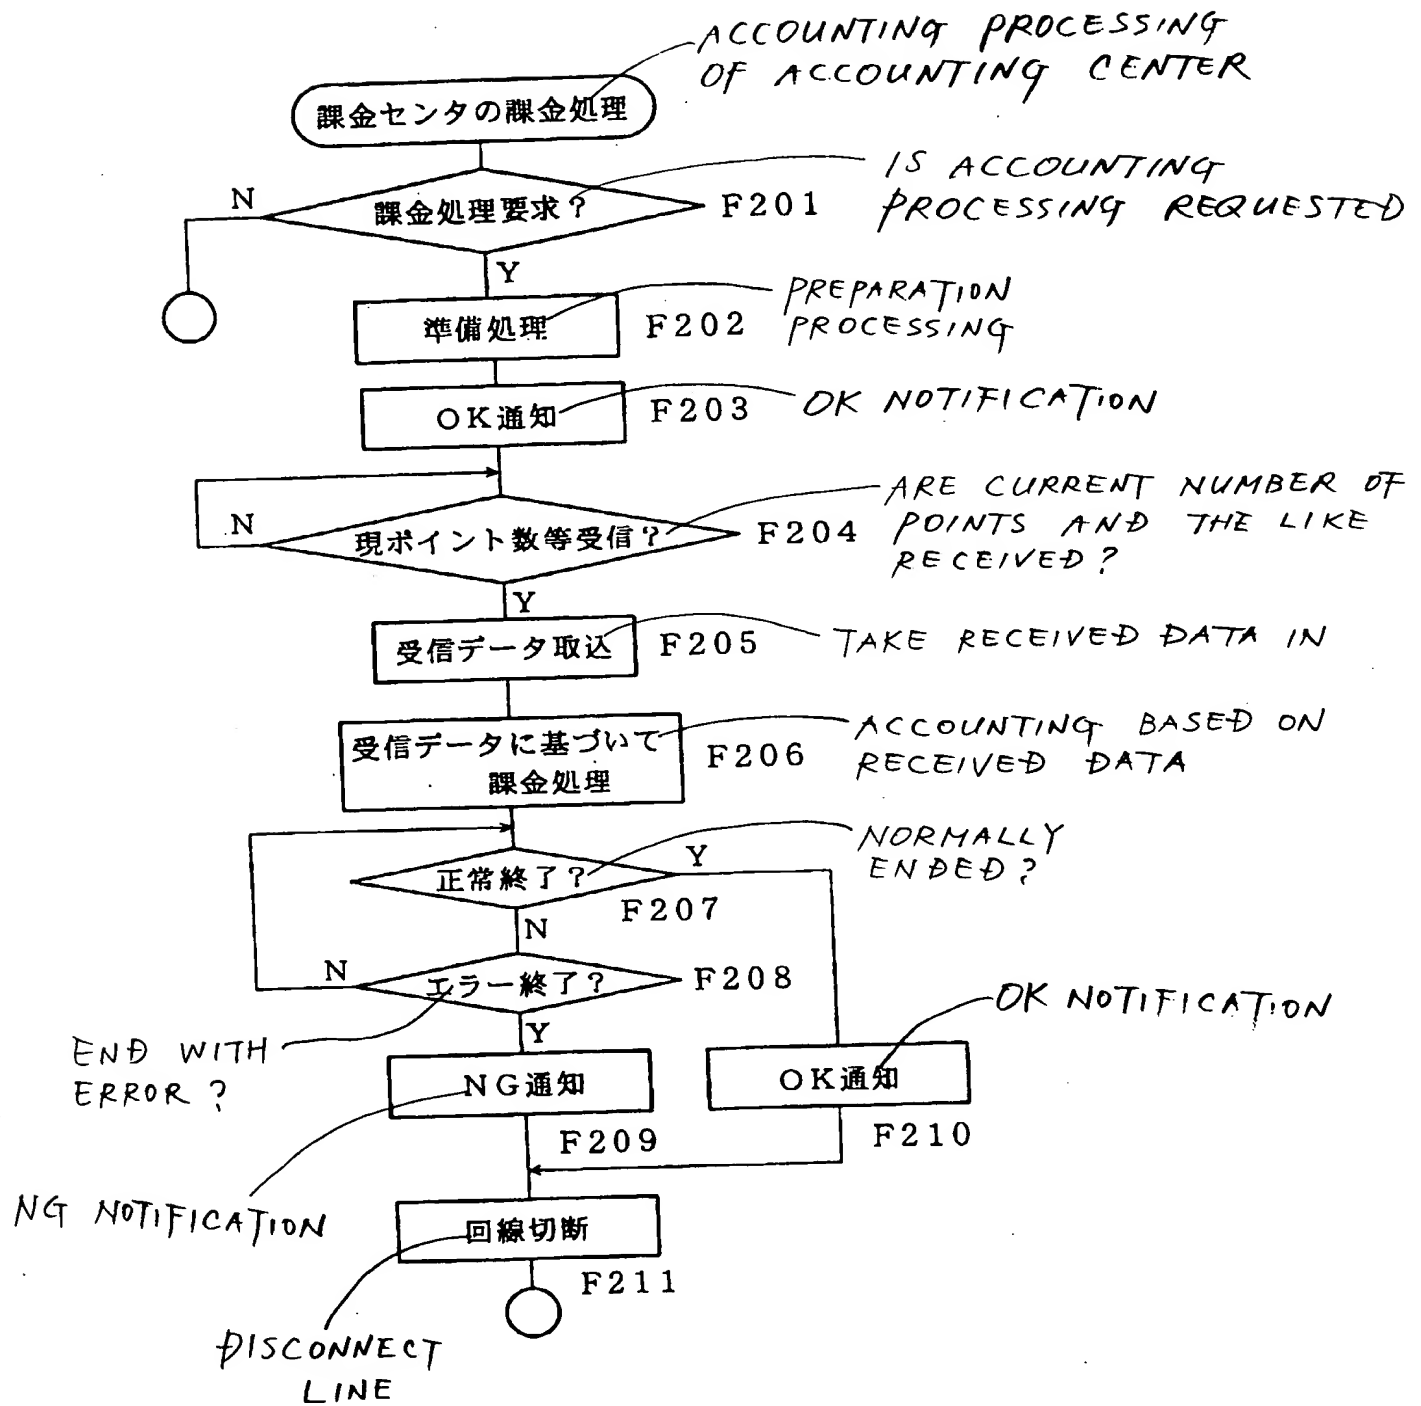 ACCOUNTING PROCESSING
OF ACCOUNTING CENTER
課金センタの課金処理
IS ACCOUNTING
PROCESSING REQUESTED
N
課金処理要求?
F201
Y
PREPARATION
PROCESSING
準備処理
F202
OK通知
F203
OK NOTIFICATION
ARE CURRENT NUMBER OF
POINTS AND THE LIKE
RECEIVED?
N
現ポイント数等受信?
F204
Y
受信データ取込
F205
TAKE RECEIVED DATA IN
受信データに基づいて
課金処理
F206
ACCOUNTING BASED ON
RECEIVED DATA
NORMALLY
ENDED?
正常終了?
Y
F207
N
N
エラー終了?
F208
END WITH
ERROR?
Y
OK NOTIFICATION
NG通知
OK通知
F209
F210
NG NOTIFICATION
回線切断
F211
DISCONNECT
LINE